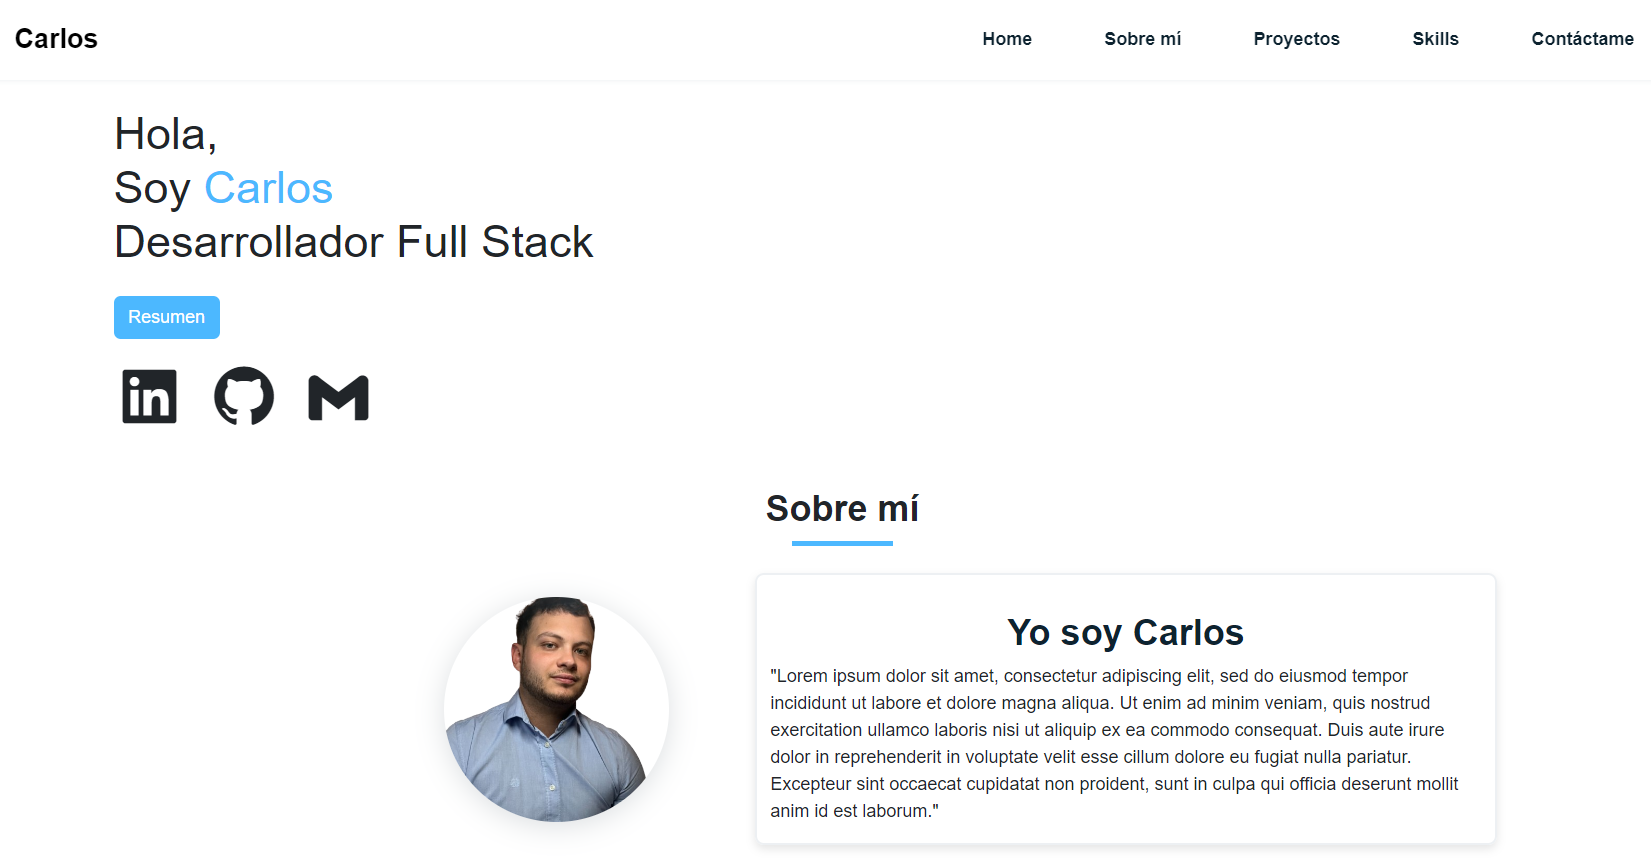 Carlos
Home
Sobre mí
Proyectos
Skills
Contáctame
Hola,
Soy Carlos
Desarrollador Full Stack
Resumen
in
Sobre mí
Yo soy Carlos
"Lorem ipsum dolor sit amet, consectetur adipiscing elit, sed do eiusmod tempor
incididunt ut labore et dolore magna aliqua. Ut enim ad minim veniam, quis nostrud
exercitation ullamco laboris nisi ut aliquip ex ea commodo consequat. Duis aute irure
dolor in reprehenderit in voluptate velit esse cillum dolore eu fugiat nulla pariatur.
Excepteur sint occaecat cupidatat non proident, sunt in culpa qui officia deserunt mollit
anim id est laborum."